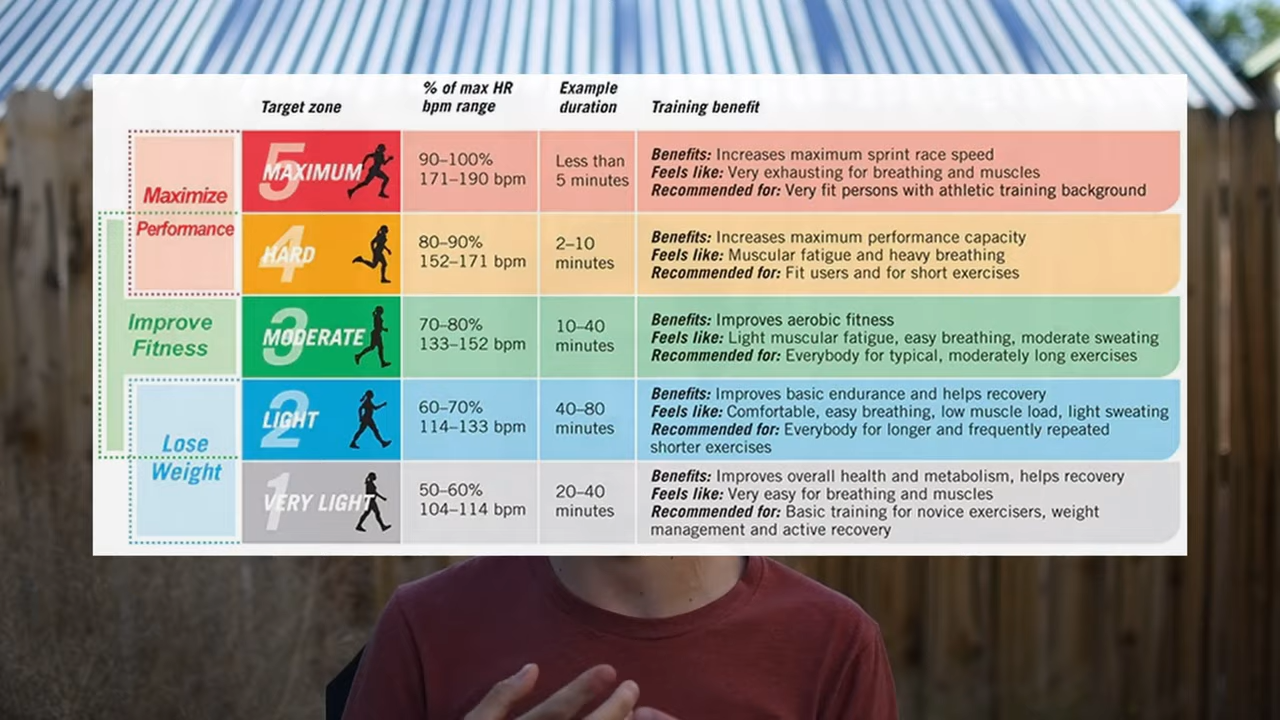 % of max HR
bpm range
Example
duration
Target zone
Training benefit
Maximize
Performance
Improve
Fitness
Lose
Weight
5
MAXIMUM
90–100%
171–190 bpm
Less than
5 minutes
Benefits: Increases maximum sprint race speed
Feels like: Very exhausting for breathing and muscles
Recommended for: Very fit persons with athletic training background
4
HARD
80–90%
152–171 bpm
2–10
minutes
Benefits: Increases maximum performance capacity
Feels like: Muscular fatigue and heavy breathing
Recommended for: Fit users and for short exercises
3
MODERATE
70–80%
133–152 bpm
10–40
minutes
Benefits: Improves aerobic fitness
Feels like: Light muscular fatigue, easy breathing, moderate sweating
Recommended for: Everybody for typical, moderately long exercises
2
LIGHT
60–70%
114–133 bpm
40–80
minutes
Benefits: Improves basic endurance and helps recovery
Feels like: Comfortable, easy breathing, low muscle load, light sweating
Recommended for: Everybody for longer and frequently repeated
shorter exercises
1
VERY LIGHT
50–60%
104–114 bpm
20–40
minutes
Benefits: Improves overall health and metabolism, helps recovery
Feels like: Very easy for breathing and muscles
Recommended for: Basic training for novice exercisers, weight
management and active recovery